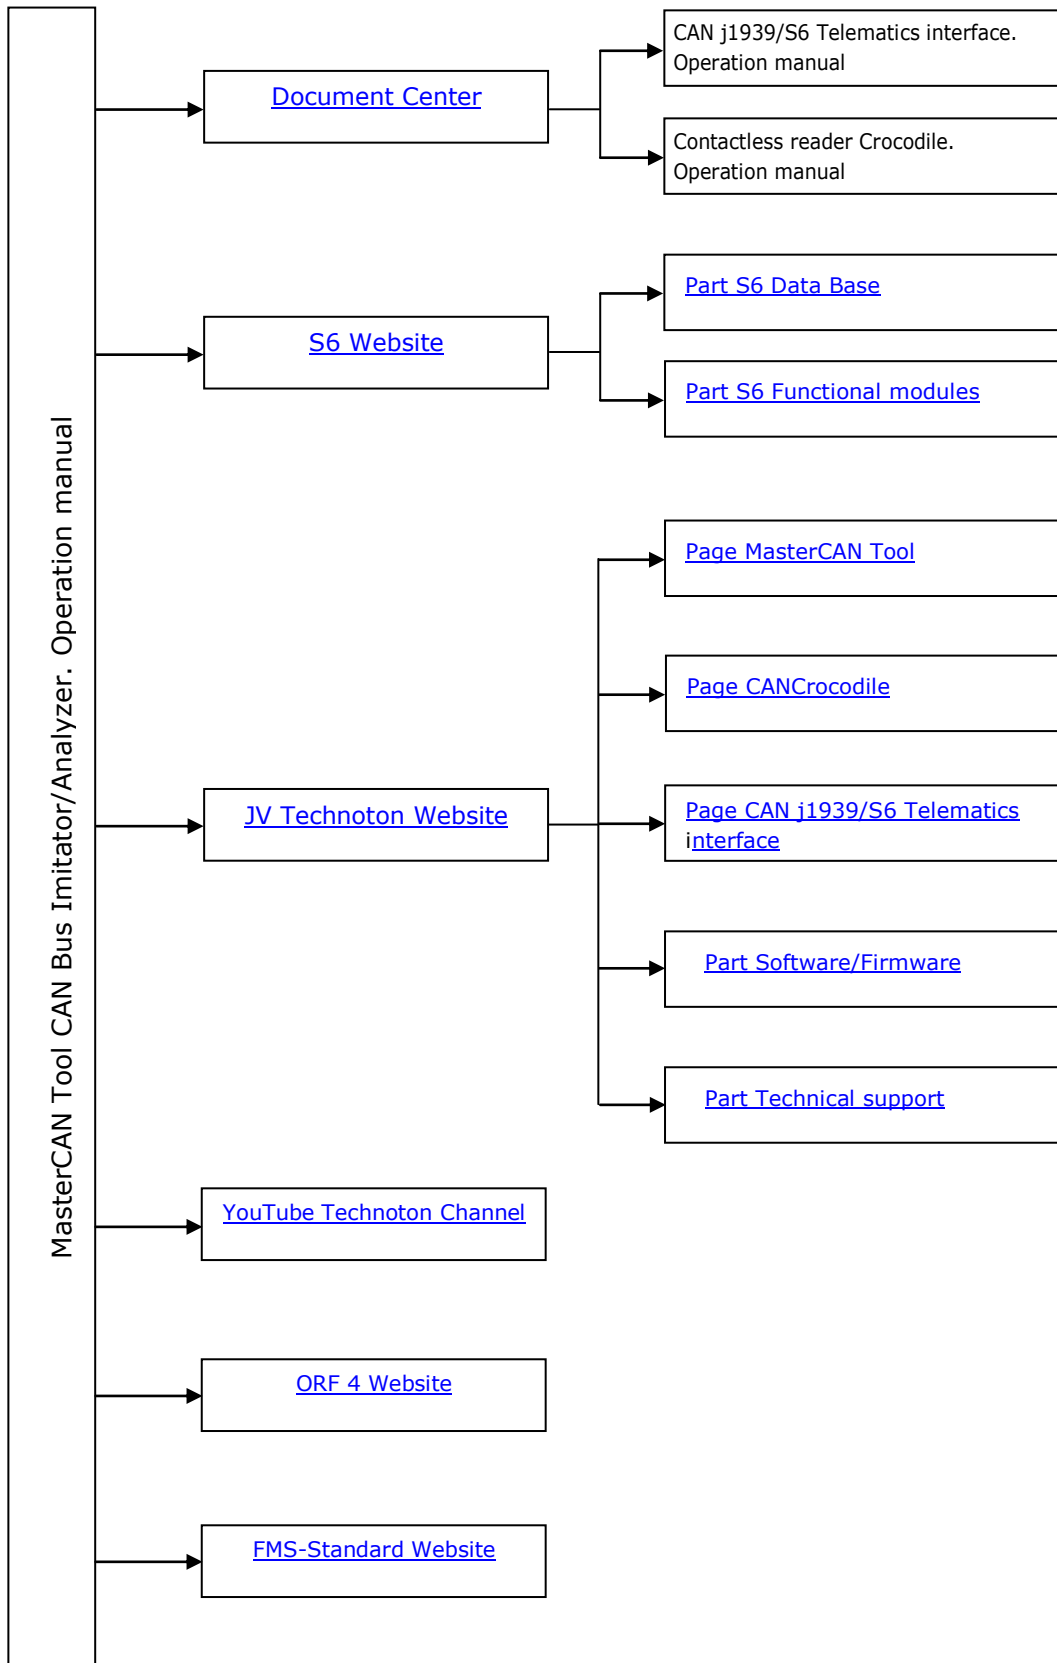 MasterCAN Tool CAN Bus Imitator/Analyzer. Operation manual
Document Center
CAN j1939/S6 Telematics interface.
Operation manual
Contactless reader Crocodile.
Operation manual
S6 Website
Part S6 Data Base
Part S6 Functional modules
JV Technoton Website
Page MasterCAN Tool
Page CANCrocodile
Page CAN j1939/S6 Telematics
interface
Part Software/Firmware
Part Technical support
YouTube Technoton Channel
ORF 4 Website
FMS-Standard Website